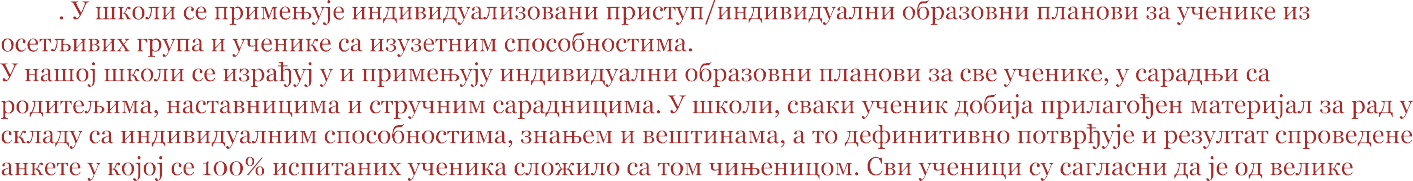 . У школи се примењује индивидуализовани приступ/индивидуални образовни планови за ученике из
осетљивих група и ученике са изузетним способностима.
У нашој школи се израђуј у и примењују индивидуални образовни планови за све ученике, у сарадњи са
родитељима, наставницима и стручним сарадницима. У школи, сваки ученик добија прилагођен материјал за рад у
складу са индивидуалним способностима, знањем и вештинама, а то дефинитивно потврђује и резултат спроведене
анкете у којој се 100% испитаних ученика сложило са том чињеницом. Сви ученици су сагласни да је од велике